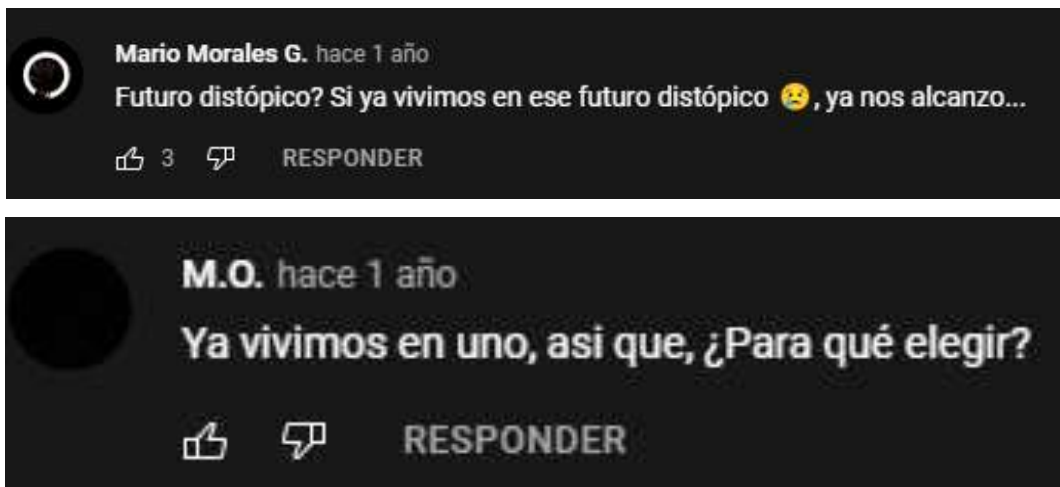 Mario Morales G. hace 1 año
Futuro distópico? Si ya vivimos en ese futuro distópico 😢, ya nos alcanzo...
3 RESPONDER
M.O. hace 1 año
Ya vivimos en uno, asi que, ¿Para qué elegir?
RESPONDER